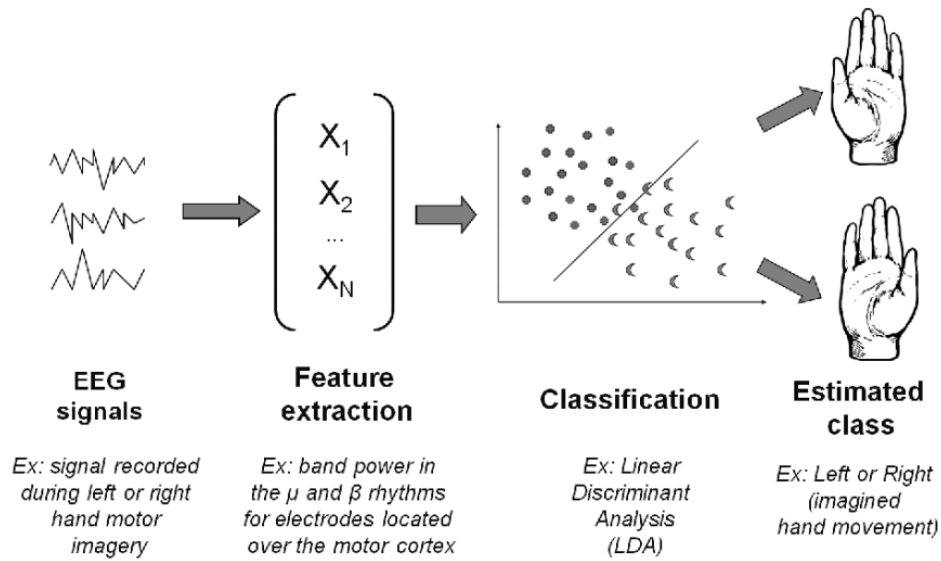 X1
X2
...
XN
EEG
signals
Ex: signal recorded
during left or right
hand motor
imagery
Feature
extraction
Ex: band power in
the μ and β rhythms
for electrodes located
over the motor cortex
Classification
Ex: Linear
Discriminant
Analysis
(LDA)
Estimated
class
Ex: Left or Right
(imagined
hand movement)